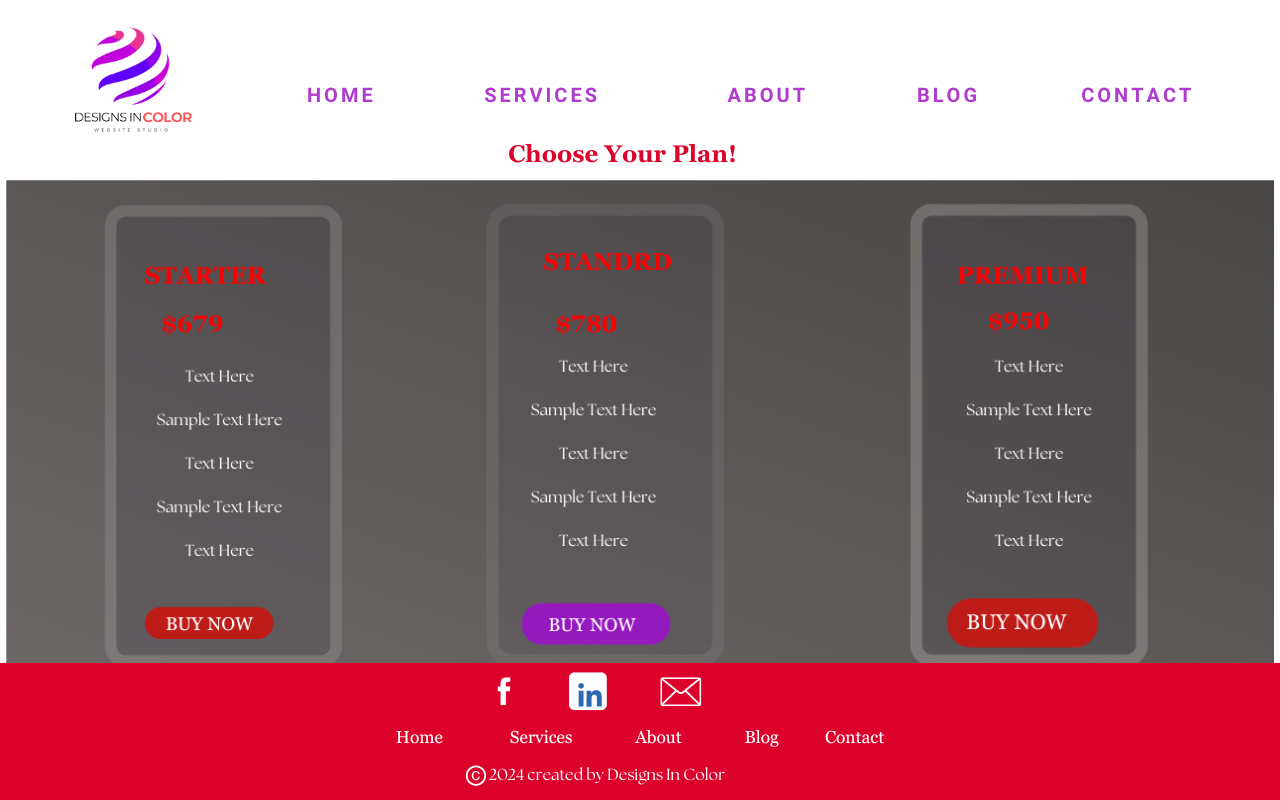 DESIGNS IN COLOR
WEBSITE STUDIO
HOME SERVICES ABOUT BLOG CONTACT
Choose Your Plan!
STARTER
$679
Text Here
Sample Text Here
Text Here
Sample Text Here
Text Here
BUY NOW
STANDRD
$780
Text Here
Sample Text Here
Text Here
Sample Text Here
Text Here
BUY NOW
PREMIUM
$950
Text Here
Sample Text Here
Text Here
Sample Text Here
Text Here
BUY NOW
f in
Home Services About Blog Contact
© 2024 created by Designs In Color